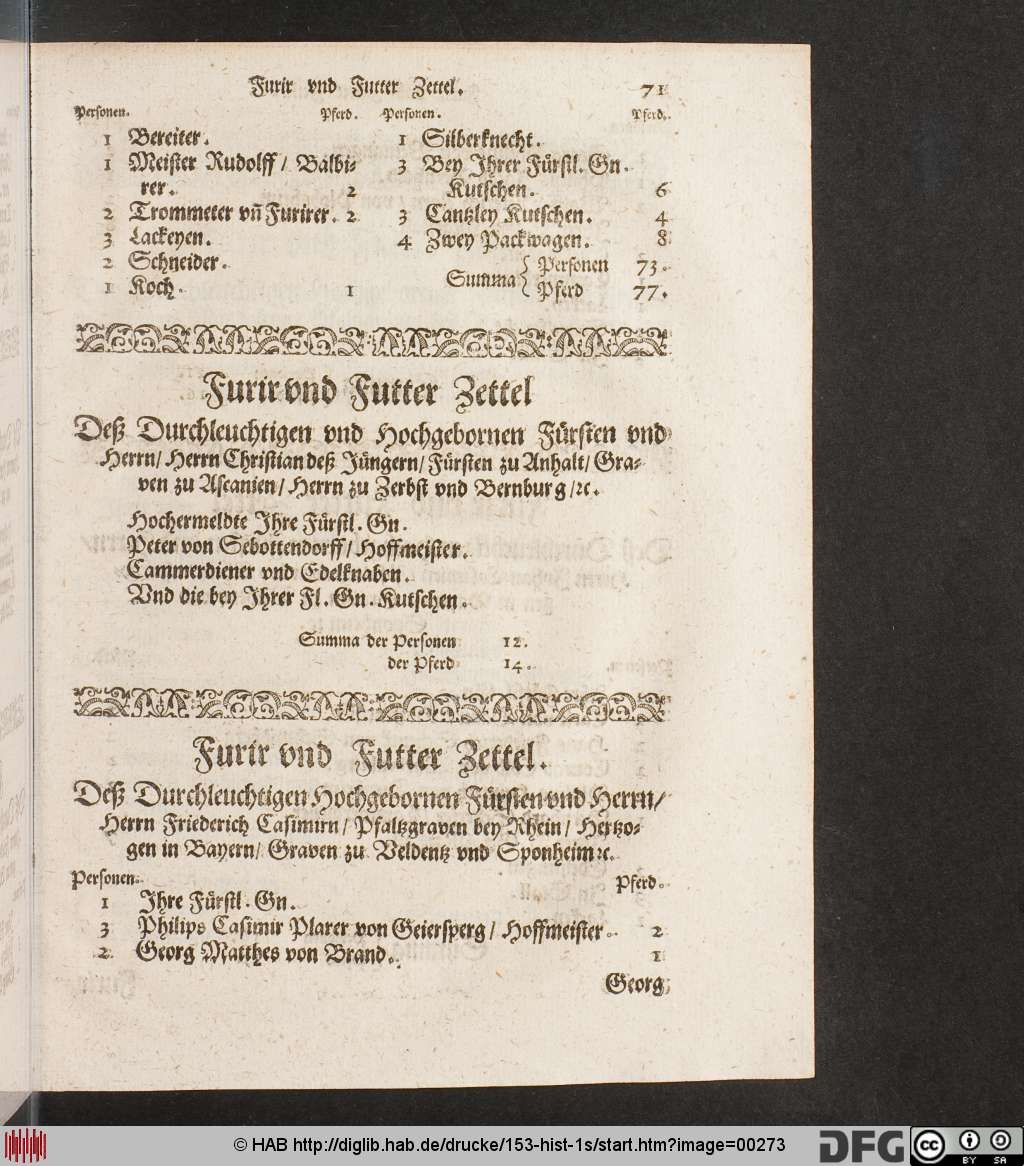 Furir vnd Futter Zettel. 71
Personen. Pferd.
1 Bereiter.
1 Meister Rudolff/ Balbi-
rer. 2
2 Trommeter vñ Furirer. 2
3 Lackeyen.
2 Schneider.
1 Koch. 1
Personen. Pferd.
1 Silberknecht.
3 Bey Ihrer Fürstl. Gn.
Kutschen. 6
3 Cantzley Kutschen. 4
4 Zwey Packwagen. 8
Summa { Personen 73.
Pferd 77.
Furir vnd Futter Zettel
Deß Durchleuchtigen vnd Hochgebornen Fürsten vnd
Herrn/ Herrn Christian deß Jüngern/ Fürsten zu Anhalt/ Gra-
ven zu Ascanien/ Herrn zu Zerbst vnd Bernburg/ ꝛc.
Hochermeldte Ihre Fürstl. Gn.
Peter von Sebottendorff/ Hoffmeister.
Cammerdiener vnd Edelknaben.
Vnd die bey Ihrer Fl. Gn. Kutschen.
Summa der Personen 12.
der Pferd 14.
Furir vnd Futter Zettel.
Deß Durchleuchtigen Hochgebornen Fürsten vnd Herrn/
Herrn Friederich Casimirn/ Pfaltzgraven bey Rhein/ Hertzo-
gen in Bayern/ Graven zu Veldentz vnd Sponheim ꝛc.
Personen. Pferd.
1 Ihre Fürstl. Gn.
3 Philips Casimir Plarer von Geiersperg/ Hoffmeister. 2
2 Georg Matthes von Brand. 1
Georg
© HAB http://diglib.hab.de/drucke/153-hist-1s/start.htm?image=00273
DFG
cc BY SA